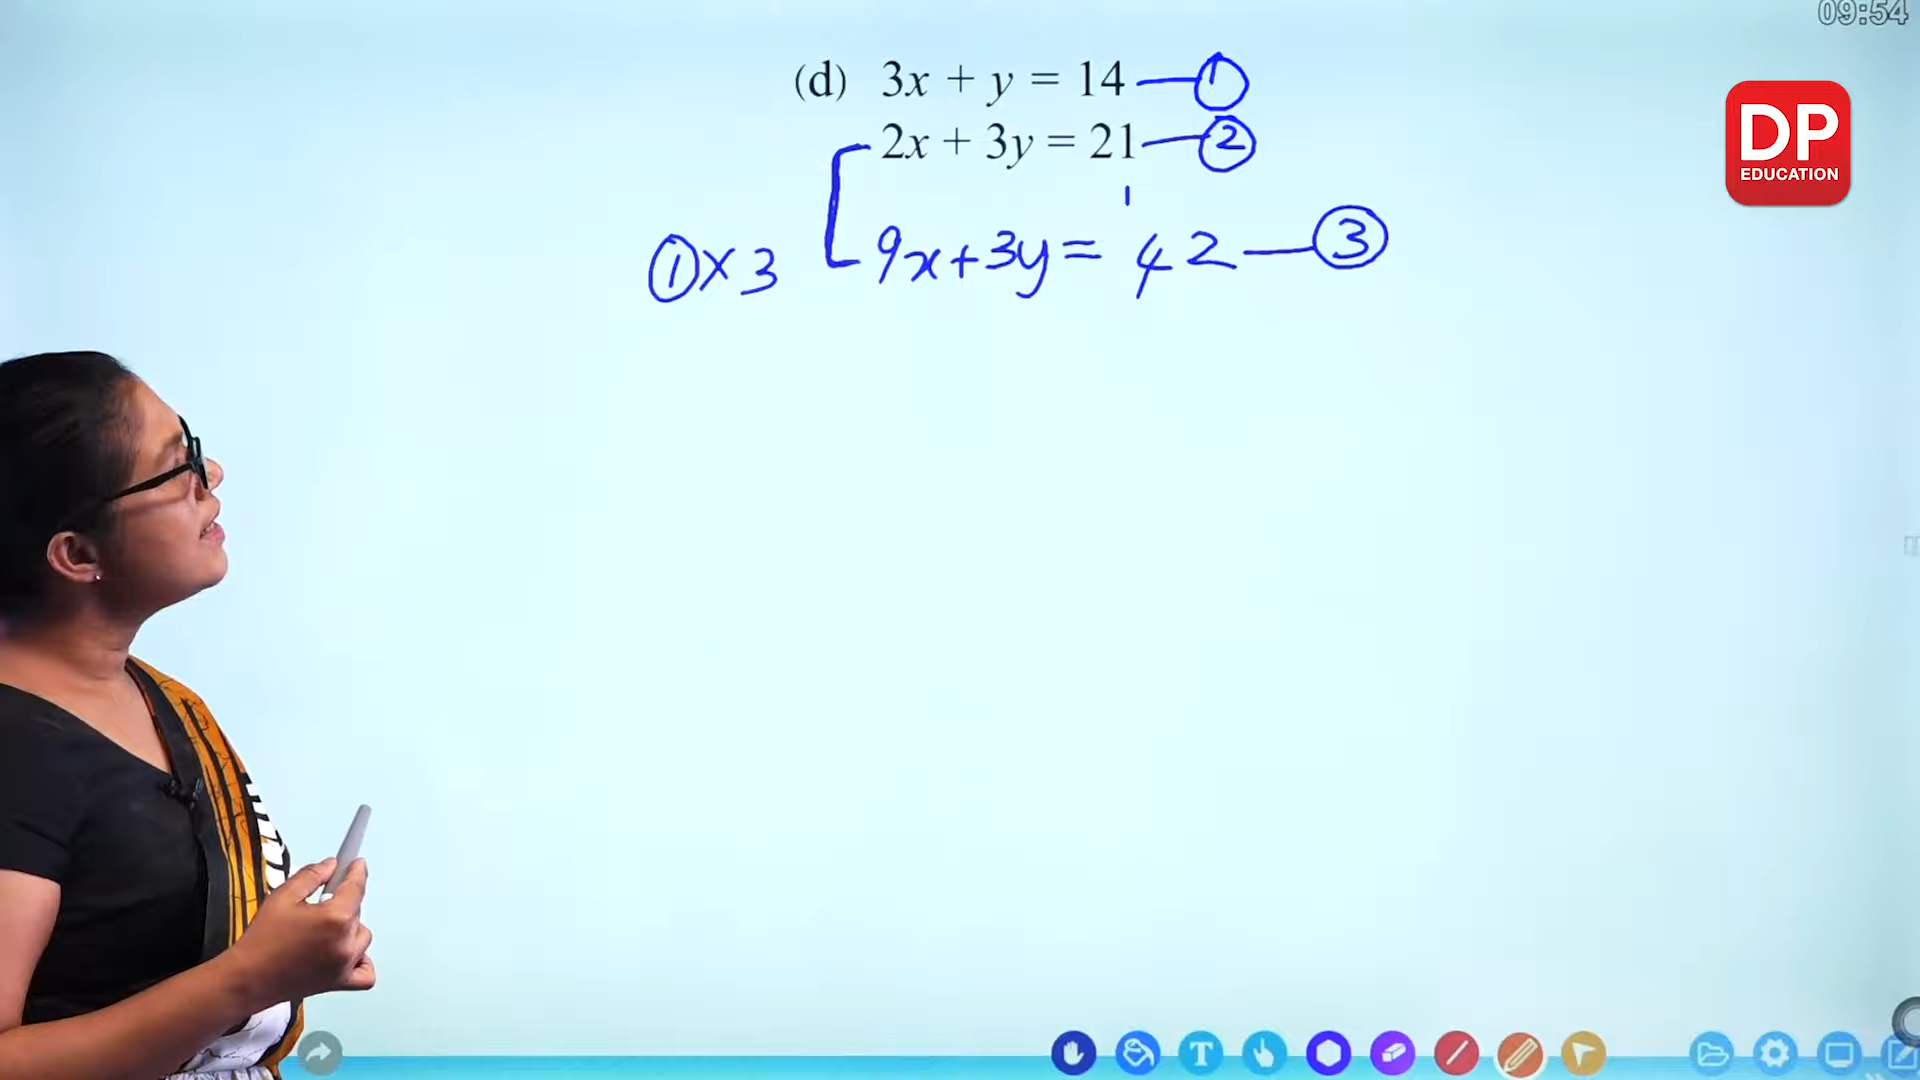 09:54
(d) 3x + y = 14 — ①
2x + 3y = 21 — ②
①×3 9x+3y= 42 — ③
DP
EDUCATION
T